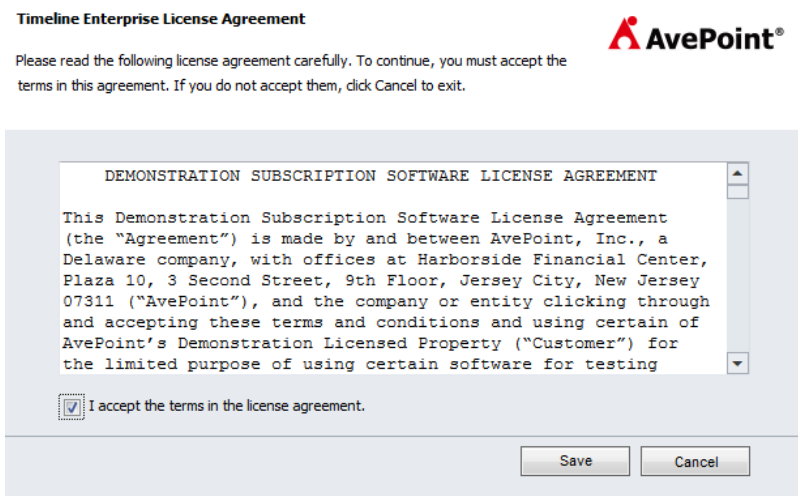 Timeline Enterprise License Agreement
AvePoint®
Please read the following license agreement carefully. To continue, you must accept the
terms in this agreement. If you do not accept them, click Cancel to exit.
DEMONSTRATION SUBSCRIPTION SOFTWARE LICENSE AGREEMENT
This Demonstration Subscription Software License Agreement
(the “Agreement”) is made by and between AvePoint, Inc., a
Delaware company, with offices at Harborside Financial Center,
Plaza 10, 3 Second Street, 9th Floor, Jersey City, New Jersey
07311 (“AvePoint”), and the company or entity clicking through
and accepting these terms and conditions and using certain of
AvePoint’s Demonstration Licensed Property (“Customer”) for
the limited purpose of using certain software for testing
I accept the terms in the license agreement.
Save
Cancel